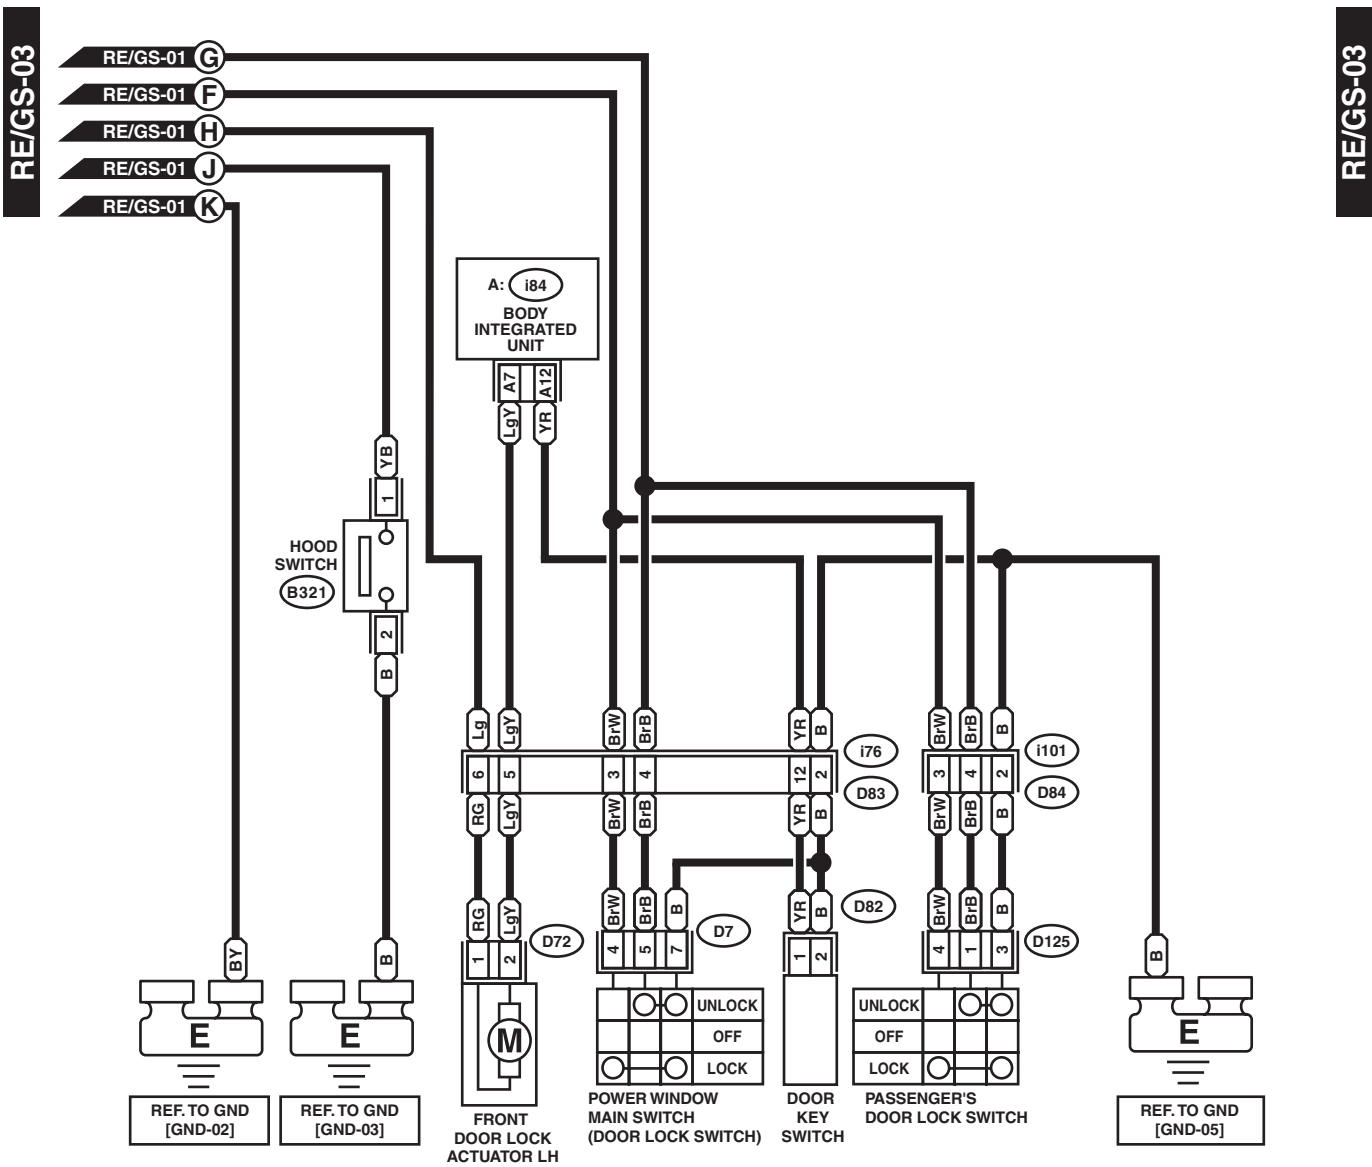 RE/GS-03
RE/GS-03
RE/GS-01 G
RE/GS-01 F
RE/GS-01 H
RE/GS-01 J
RE/GS-01 K
A: i84
BODY
INTEGRATED
UNIT
A7 A12
LgY YR
YB
1
HOOD
SWITCH
B321
2
B
Lg LgY BrW BrB YR B BrW BrB B
i76 i101
6 5 3 4 12 2 3 4 2
D83 D84
RG LgY BrW BrB YR B BrW BrB B
RG LgY BrW BrB B YR B BrW BrB B
D72 D7 D82 D125
1 2 4 5 7 1 2 4 1 3
BY B B
UNLOCK UNLOCK
OFF OFF
LOCK LOCK
E E M E
REF. TO GND
[GND-02]
REF. TO GND
[GND-03]
FRONT
DOOR LOCK
ACTUATOR LH
POWER WINDOW
MAIN SWITCH
(DOOR LOCK SWITCH)
DOOR
KEY
SWITCH
PASSENGER'S
DOOR LOCK SWITCH
REF. TO GND
[GND-05]